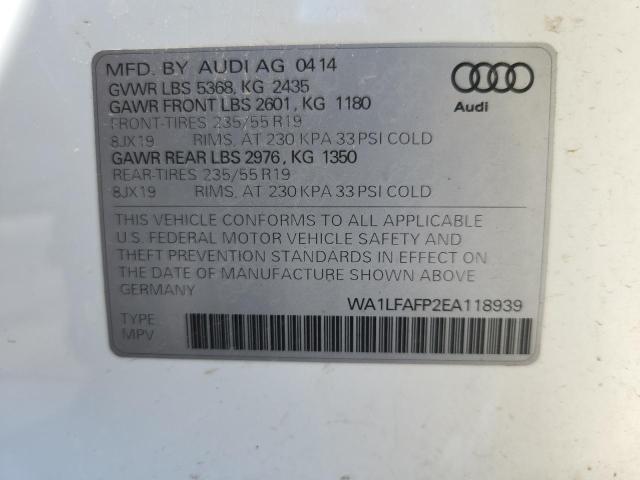 MFD. BY AUDI AG 04 14
GVWR LBS 5368, KG 2435
GAWR FRONT LBS 2601, KG 1180
FRONT-TIRES 235/55 R19
8JX19 RIMS, AT 230 KPA 33 PSI COLD
GAWR REAR LBS 2976, KG 1350
REAR-TIRES 235/55 R19
8JX19 RIMS, AT 230 KPA 33 PSI COLD
Audi
THIS VEHICLE CONFORMS TO ALL APPLICABLE
U.S. FEDERAL MOTOR VEHICLE SAFETY AND
THEFT PREVENTION STANDARDS IN EFFECT ON
THE DATE OF MANUFACTURE SHOWN ABOVE.
GERMANY
WA1LFAFP2EA118939
TYPE
MPV